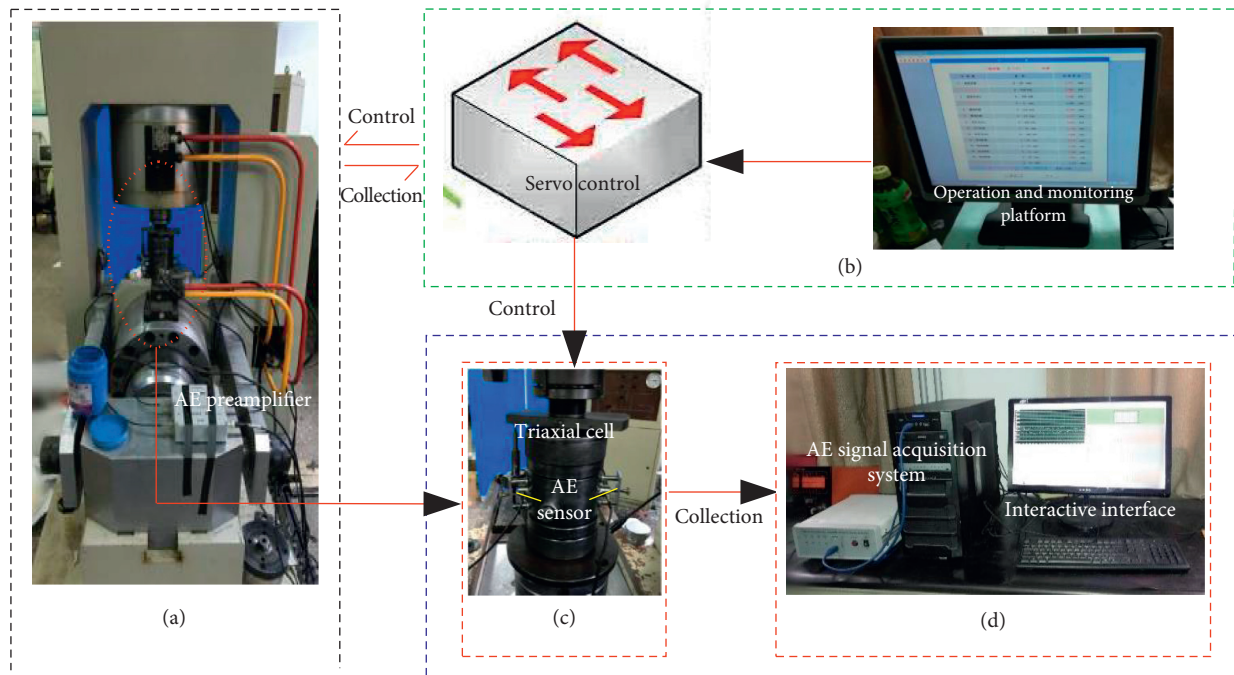 Control
Collection
Servo control
Operation and monitoring
platform
(b)
Control
AE preamplifier
(a)
Triaxial cell
AE
sensor
(c)
Collection
AE signal acquisition
system
Interactive interface
(d)